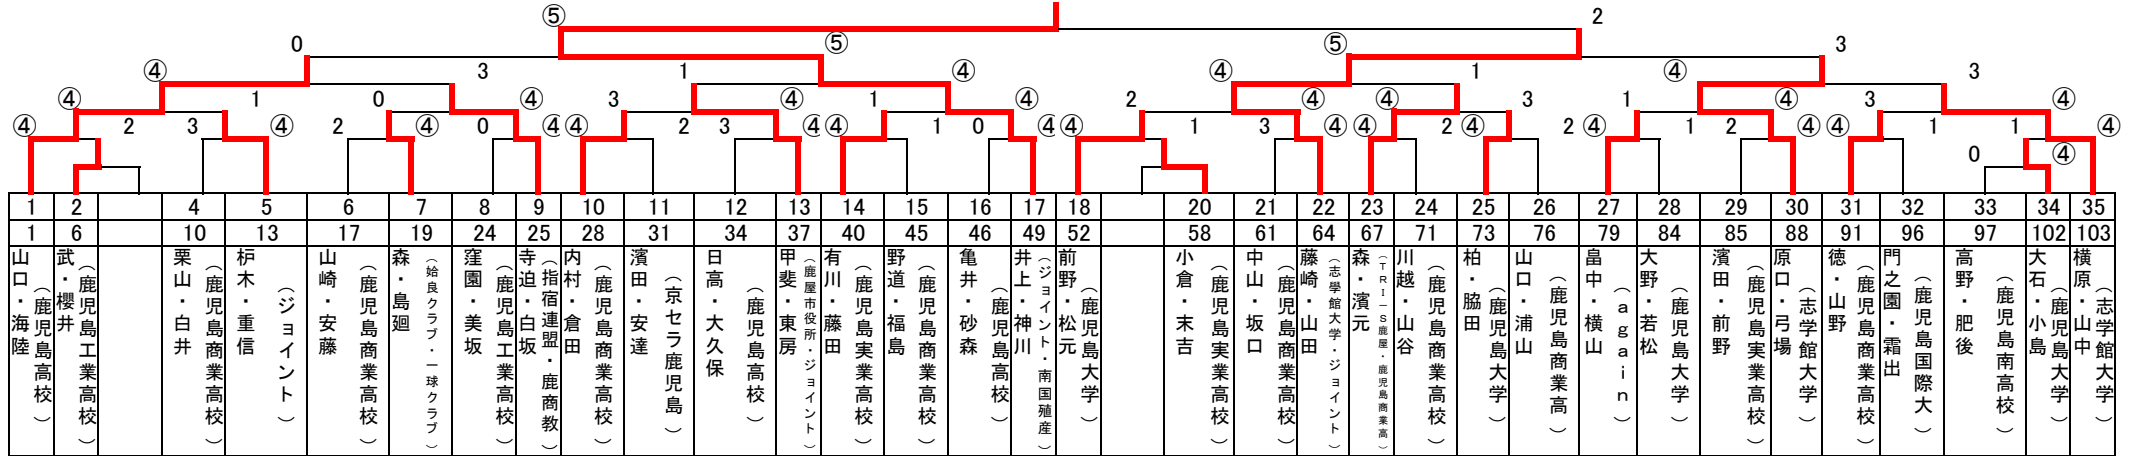 ⑤ 2
0 ⑤ ⑤ 3
④ 3 1 ④ ④ 1 ④ 3
④ 1 0 ④ 3 ④ 1 ④ 2 ④ ④ 3 1 ④ 3 ④
④ 2 3 ④ 2 ④ 0 ④ ④ 2 3 ④ ④ 1 0 ④ ④ 1 3 ④ ④ 2 ④ 2 ④ 1 2 ④ ④ 1 1 ④
0 ④
1 2 4 5 6 7 8 9 10 11 12 13 14 15 16 17 18 20 21 22 23 24 25 26 27 28 29 30 31 32 33 34 35
1 6 10 13 17 19 24 25 28 31 34 37 40 45 46 49 52 58 61 64 67 71 73 76 79 84 85 88 91 96 97 102 103
山口・海陸（鹿児島高校）
武・櫻井（鹿児島工業高校）
栗山・白井（鹿児島商業高校）
枦木・重信（ジョイント）
山崎・安藤（鹿児島商業高校）
森・島廻（姶良クラブ・一球クラブ）
窪園・美坂（鹿児島工業高校）
寺迫・白坂（指宿連盟・鹿商教）
内村・倉田（鹿児島商業高校）
濱田・安達（京セラ鹿児島）
日高・大久保（鹿児島高校）
甲斐・東房（鹿屋市役所・ジョイント）
有川・藤田（鹿児島実業高校）
野道・福島（鹿児島商業高校）
亀井・砂森（鹿児島高校）
井上・神川（ジョイント・南国殖産）
前野・松元（鹿児島大学）
小倉・末吉（鹿児島実業高校）
中山・坂口（鹿児島商業高校）
藤崎・山田（志學館大学・ジョイント）
森・濱元（ＴＲＩ－Ｓ鹿屋・鹿児島商業高）
川越・山谷（鹿児島商業高校）
柏・脇田（鹿児島大学）
山口・浦山（鹿児島商業高）
畠中・横山（ａｇａｉｎ）
大野・若松（鹿児島大学）
濱田・前野（鹿児島実業高校）
原口・弓場（志学館大学）
徳・山野（鹿児島商業高校）
門之園・霜出（鹿児島国際大）
高野・肥後（鹿児島南高校）
大石・小島（鹿児島大学）
横原・山中（志学館大学）